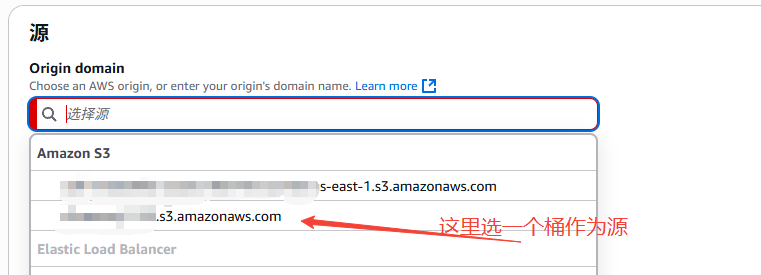 源
Origin domain
Choose an AWS origin, or enter your origin's domain name. Learn more
选择源
Amazon S3
s-east-1.s3.amazonaws.com
.s3.amazonaws.com
这里选一个桶作为源
Elastic Load Balancer